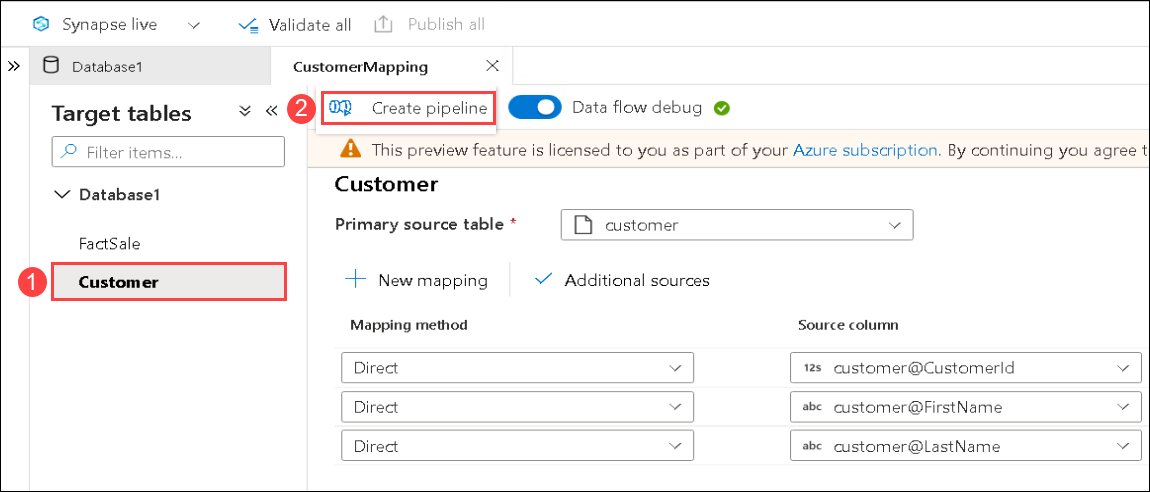 Synapse live
Validate all
Publish all
Database1
CustomerMapping
Target tables
2
Create pipeline
Data flow debug
Filter items...
This preview feature is licensed to you as part of your Azure subscription. By continuing you agree t
Database1
FactSale
1
Customer
Customer
Primary source table *
customer
New mapping
Additional sources
Mapping method
Source column
Direct
12s customer@CustomerId
Direct
abc customer@FirstName
Direct
abc customer@LastName